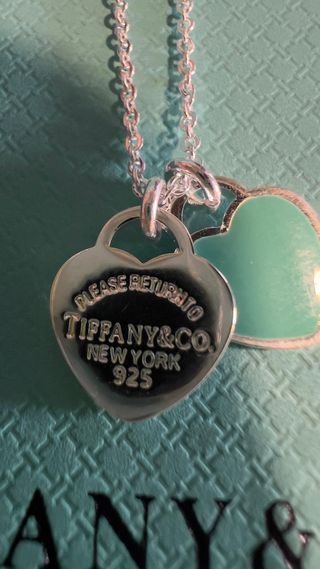 PLEASE RETURN TO
TIFFANY&CO.
NEW YORK
925
ANY&